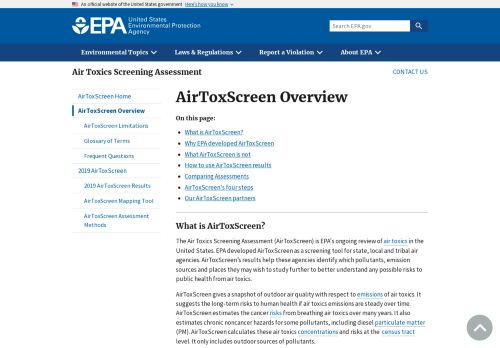 An official website of the United States government Here's how you know
EPA United States
Environmental Protection
Agency
Search EPA.gov
Environmental Topics Laws & Regulations Report a Violation About EPA
Air Toxics Screening Assessment CONTACT US
AirToxScreen Home
AirToxScreen Overview
AirToxScreen Limitations
Glossary of Terms
Frequent Questions
2019 AirToxScreen
2019 AirToxScreen Results
AirToxScreen Mapping Tool
AirToxScreen Assessment
Methods
AirToxScreen Overview
On this page:
What is AirToxScreen?
Why EPA developed AirToxScreen
What AirToxScreen is not
How to use AirToxScreen results
Comparing Assessments
AirToxScreen's four steps
Our AirToxScreen partners
What is AirToxScreen?
The Air Toxics Screening Assessment (AirToxScreen) is EPA's ongoing review of air toxics in the
United States. EPA developed AirToxScreen as a screening tool for state, local and tribal air
agencies. AirToxScreen's results help these agencies identify which pollutants, emission
sources and places they may wish to study further to better understand any possible risks to
public health from air toxics.
AirToxScreen gives a snapshot of outdoor air quality with respect to emissions of air toxics. It
suggests the long-term risks to human health if air toxics emissions are steady over time.
AirToxScreen estimates the cancer risks from breathing air toxics over many years. It also
estimates chronic noncancer hazards for some pollutants, including diesel particulate matter
(PM). AirToxScreen calculates these air toxics concentrations and risks at the census tract
level. It only includes outdoor sources of pollutants.